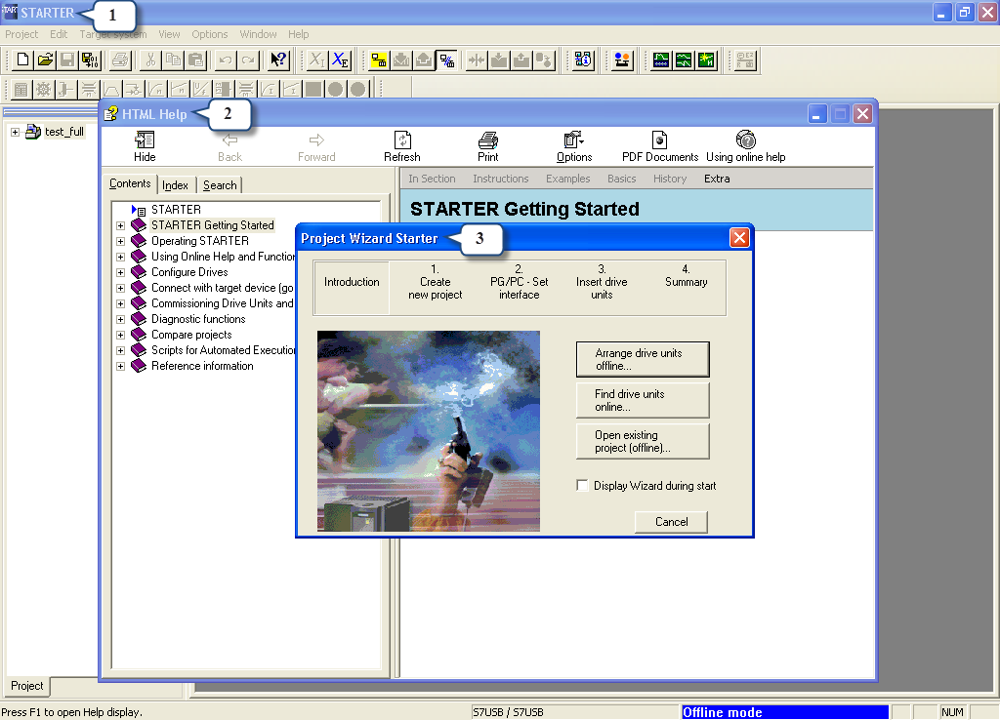 STARTER
1
Project Edit Target system View Options Window Help
test_full
HTML Help
2
Hide Back Forward Refresh Print Options PDF Documents Using online help
Contents Index Search
In Section Instructions Examples Basics History Extra
STARTER
STARTER Getting Started
Operating STARTER
Using Online Help and Function
Configure Drives
Connect with target device (go
Commissioning Drive Units and
Diagnostic functions
Compare projects
Scripts for Automated Execution
Reference information
STARTER Getting Started
Project Wizard Starter
3
Introduction
1.
Create
new project
2.
PG/PC - Set
interface
3.
Insert drive
units
4.
Summary
Arrange drive units
offline...
Find drive units
online...
Open existing
project (offline)...
Display Wizard during start
Cancel
Project
Press F1 to open Help display.
S7USB / S7USB
Offline mode
NUM